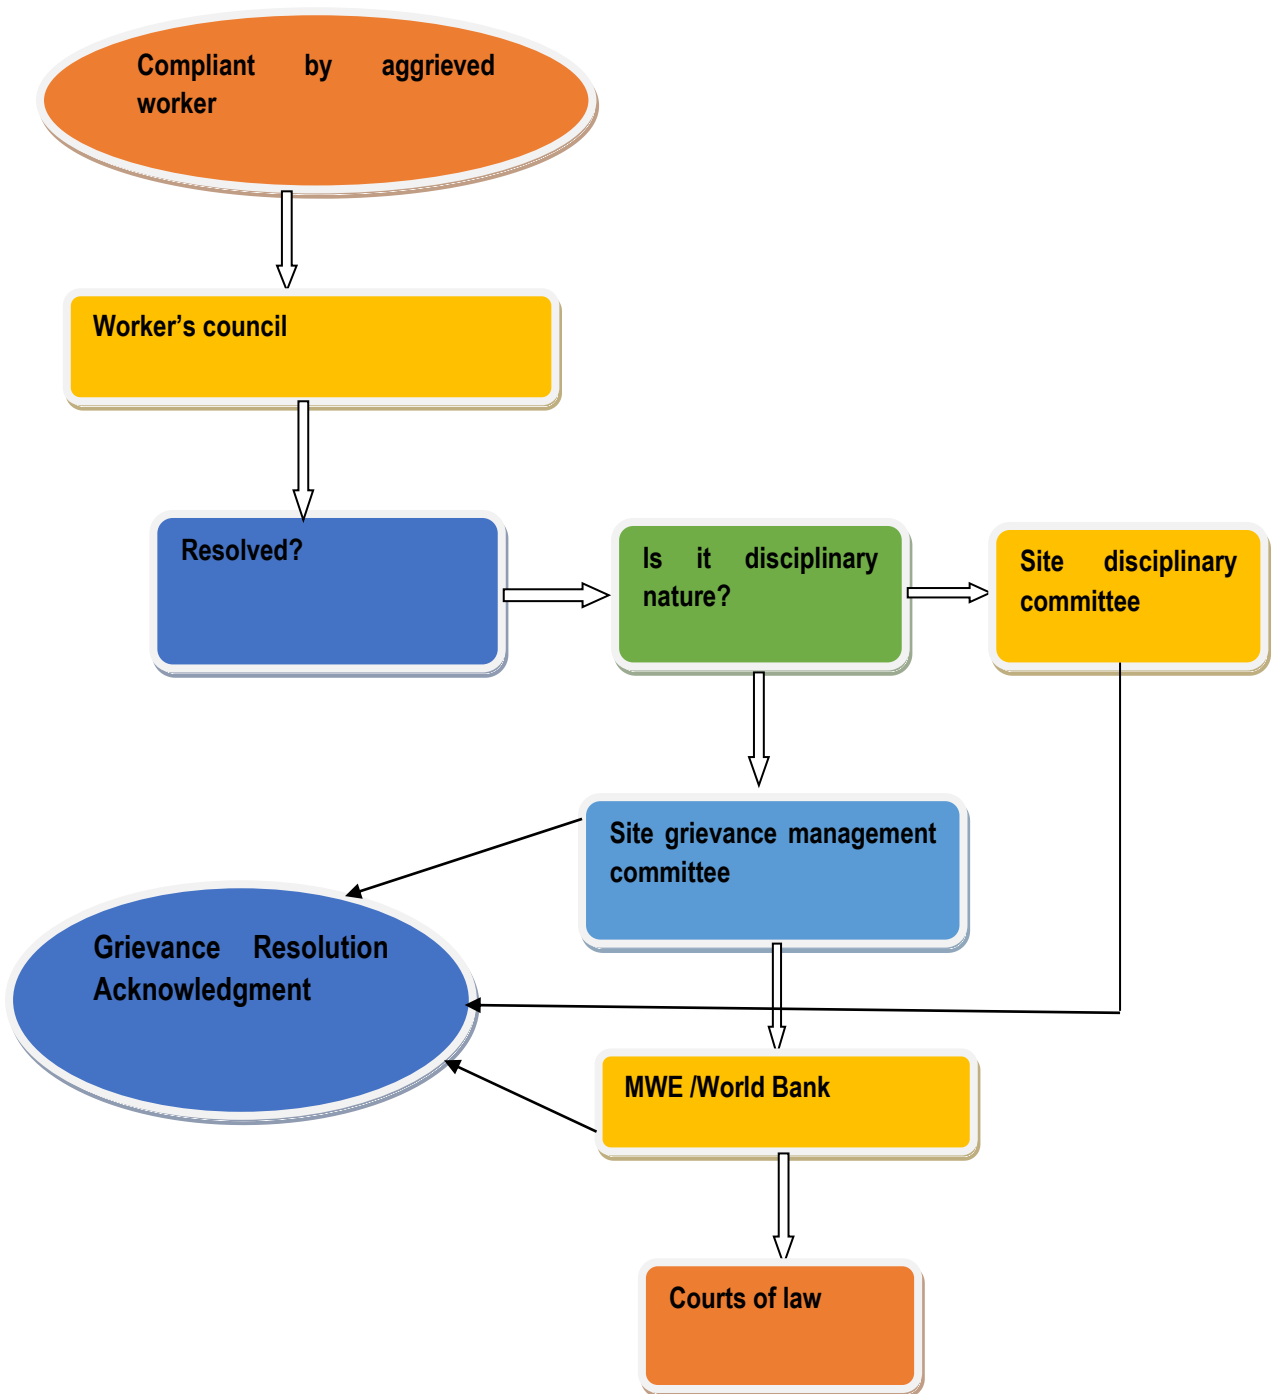 Compliant by aggrieved
worker
Worker’s council
Resolved?
Is it disciplinary
nature?
Site disciplinary
committee
Site grievance management
committee
Grievance Resolution
Acknowledgment
MWE /World Bank
Courts of law